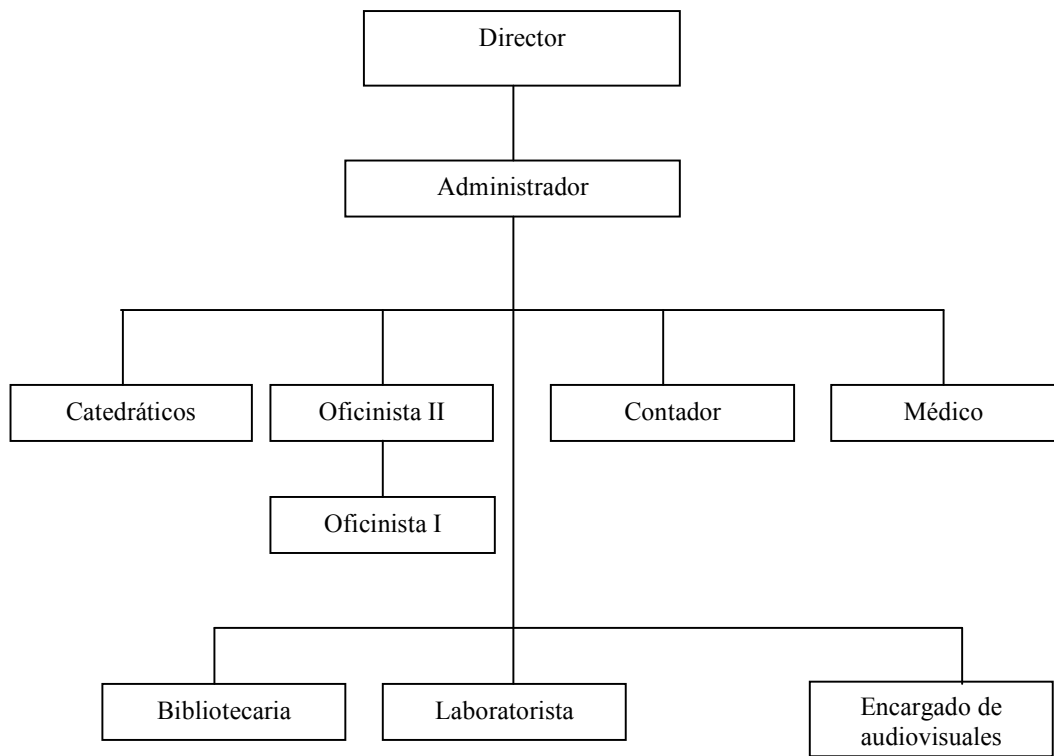 Director
Administrador
Catedráticos
Oficinista II
Contador
Médico
Oficinista I
Bibliotecaria
Laboratorista
Encargado de
audiovisuales